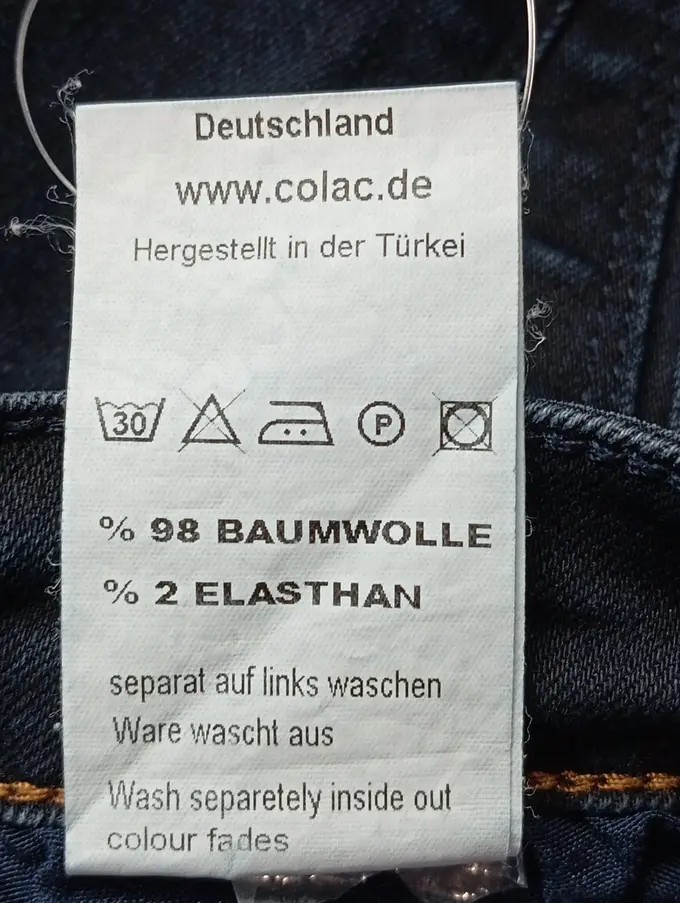 Deutschland
www.colac.de
Hergestellt in der Türkei
30 P
% 98 BAUMWOLLE
% 2 ELASTHAN
separat auf links waschen
Ware wascht aus
Wash separetely inside out
colour fades